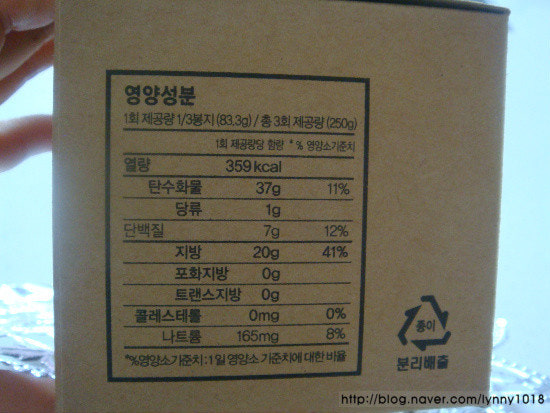 영양성분
1회 제공량 1/3봉지 (83.3g) / 총 3회 제공량 (250g)
1회 제공량당 함량 *% 영양소기준치
열량 359 kcal
탄수화물 37g 11%
당류 1g
단백질 7g 12%
지방 20g 41%
포화지방 0g
트랜스지방 0g
콜레스테롤 0mg 0%
나트륨 165mg 8%
*%영양소기준치 : 1일 영양소 기준치에 대한 비율
종이
분리배출
http://blog.naver.com/lynny1018